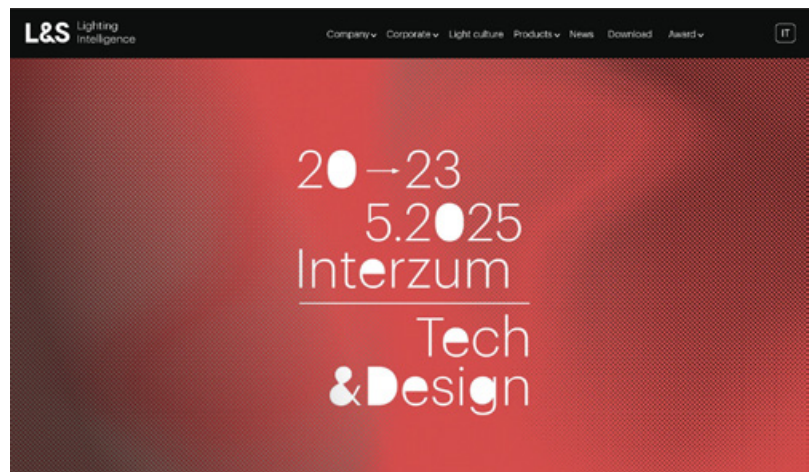 L&S Lighting
Intelligence
Company Corporate Light culture Products News Download Award
IT
20→23
5.2025
Interzum
Tech
&Design